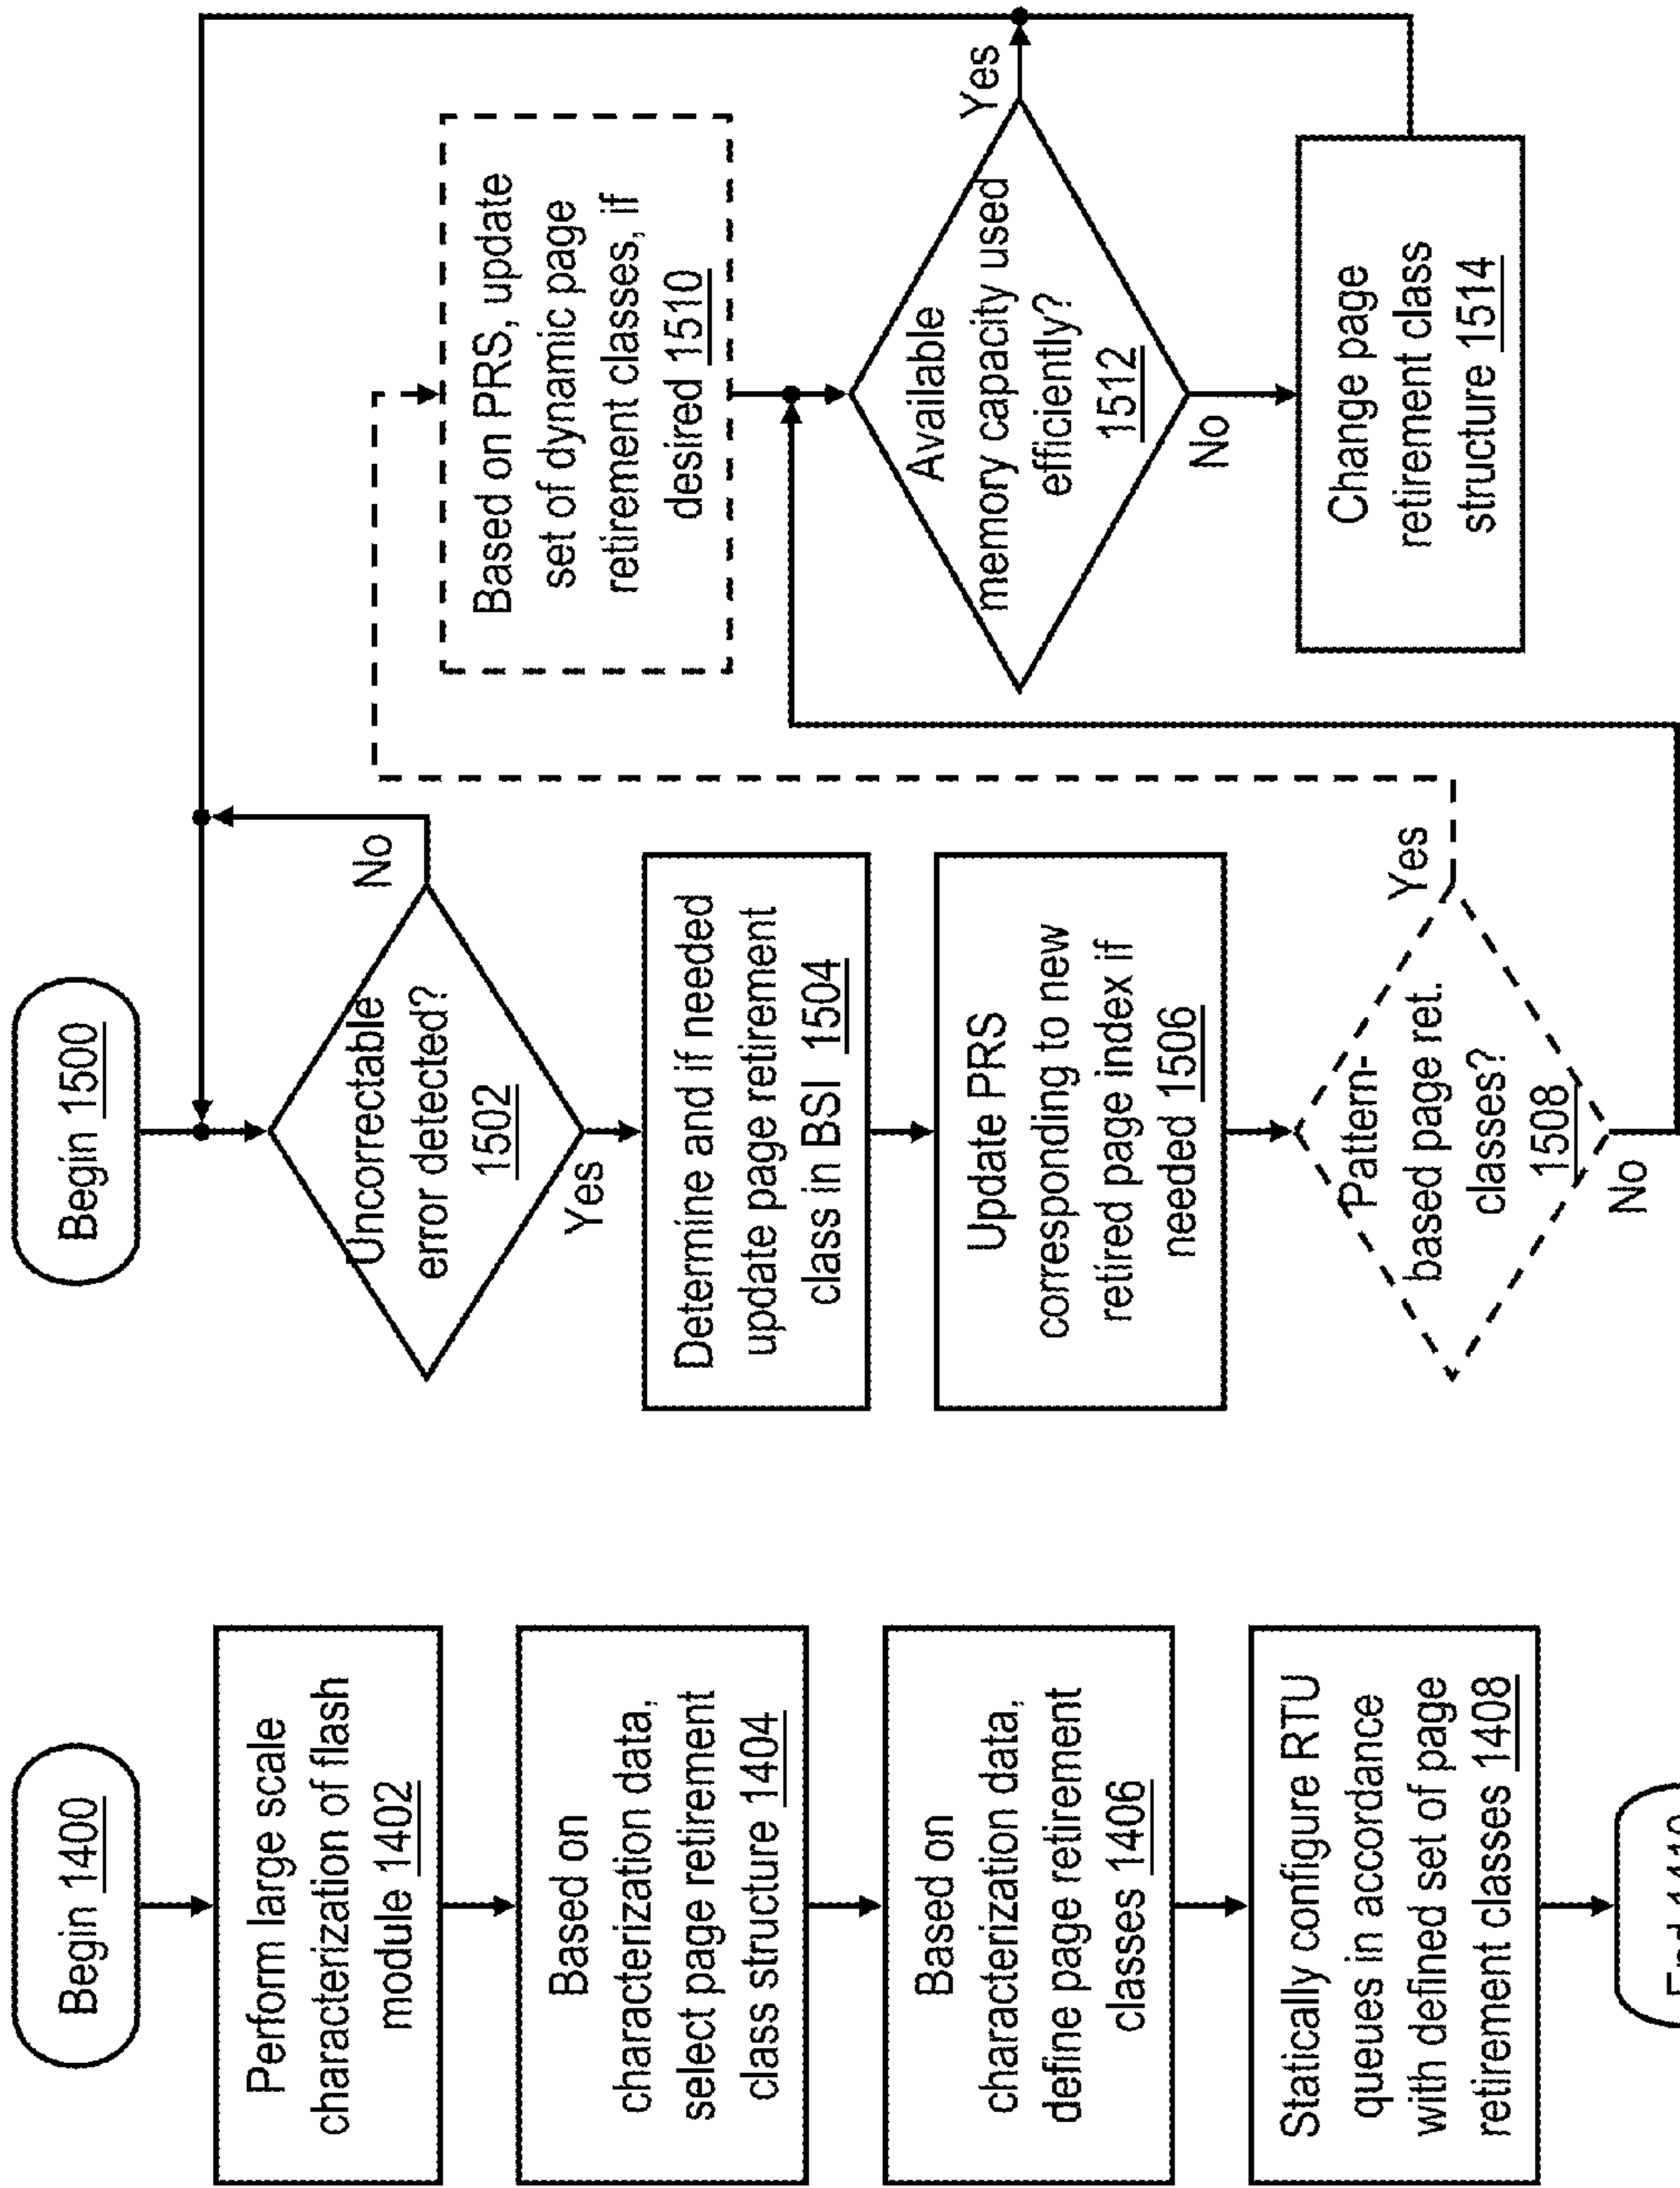 Begin 1400
Perform large scale
characterization of flash
module 1402
Based on
characterization data,
select page retirement
class structure 1404
Based on
characterization data,
define page retirement
classes 1406
Statically configure RTU
queues in accordance
with defined set of page
retirement classes 1408
Begin 1500
Uncorrectable
error detected?
1502
No
Yes
Determine and if needed
update page retirement
class in BSI 1504
Update PRS
corresponding to new
retired page index if
needed 1506
Pattern-
based page ret.
classes?
1508
Yes
No
Based on PRS, update
set of dynamic page
retirement classes, if
desired 1510
Available
memory capacity used
efficiently?
1512
Yes
No
Change page
retirement class
structure 1514